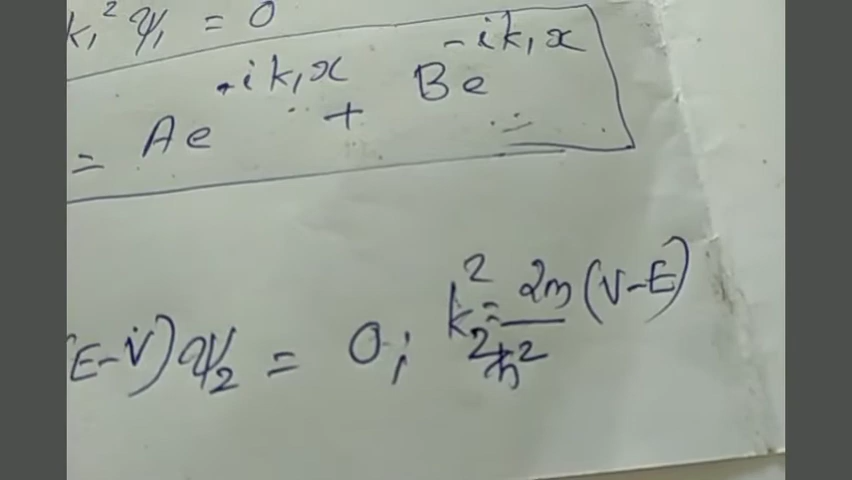 k₁² ψ₁ = 0
= Ae^{ik₁x} + Be^{-ik₁x}
(E-V)ψ₂ = 0; k₂² = 2m/ħ² (V-E)